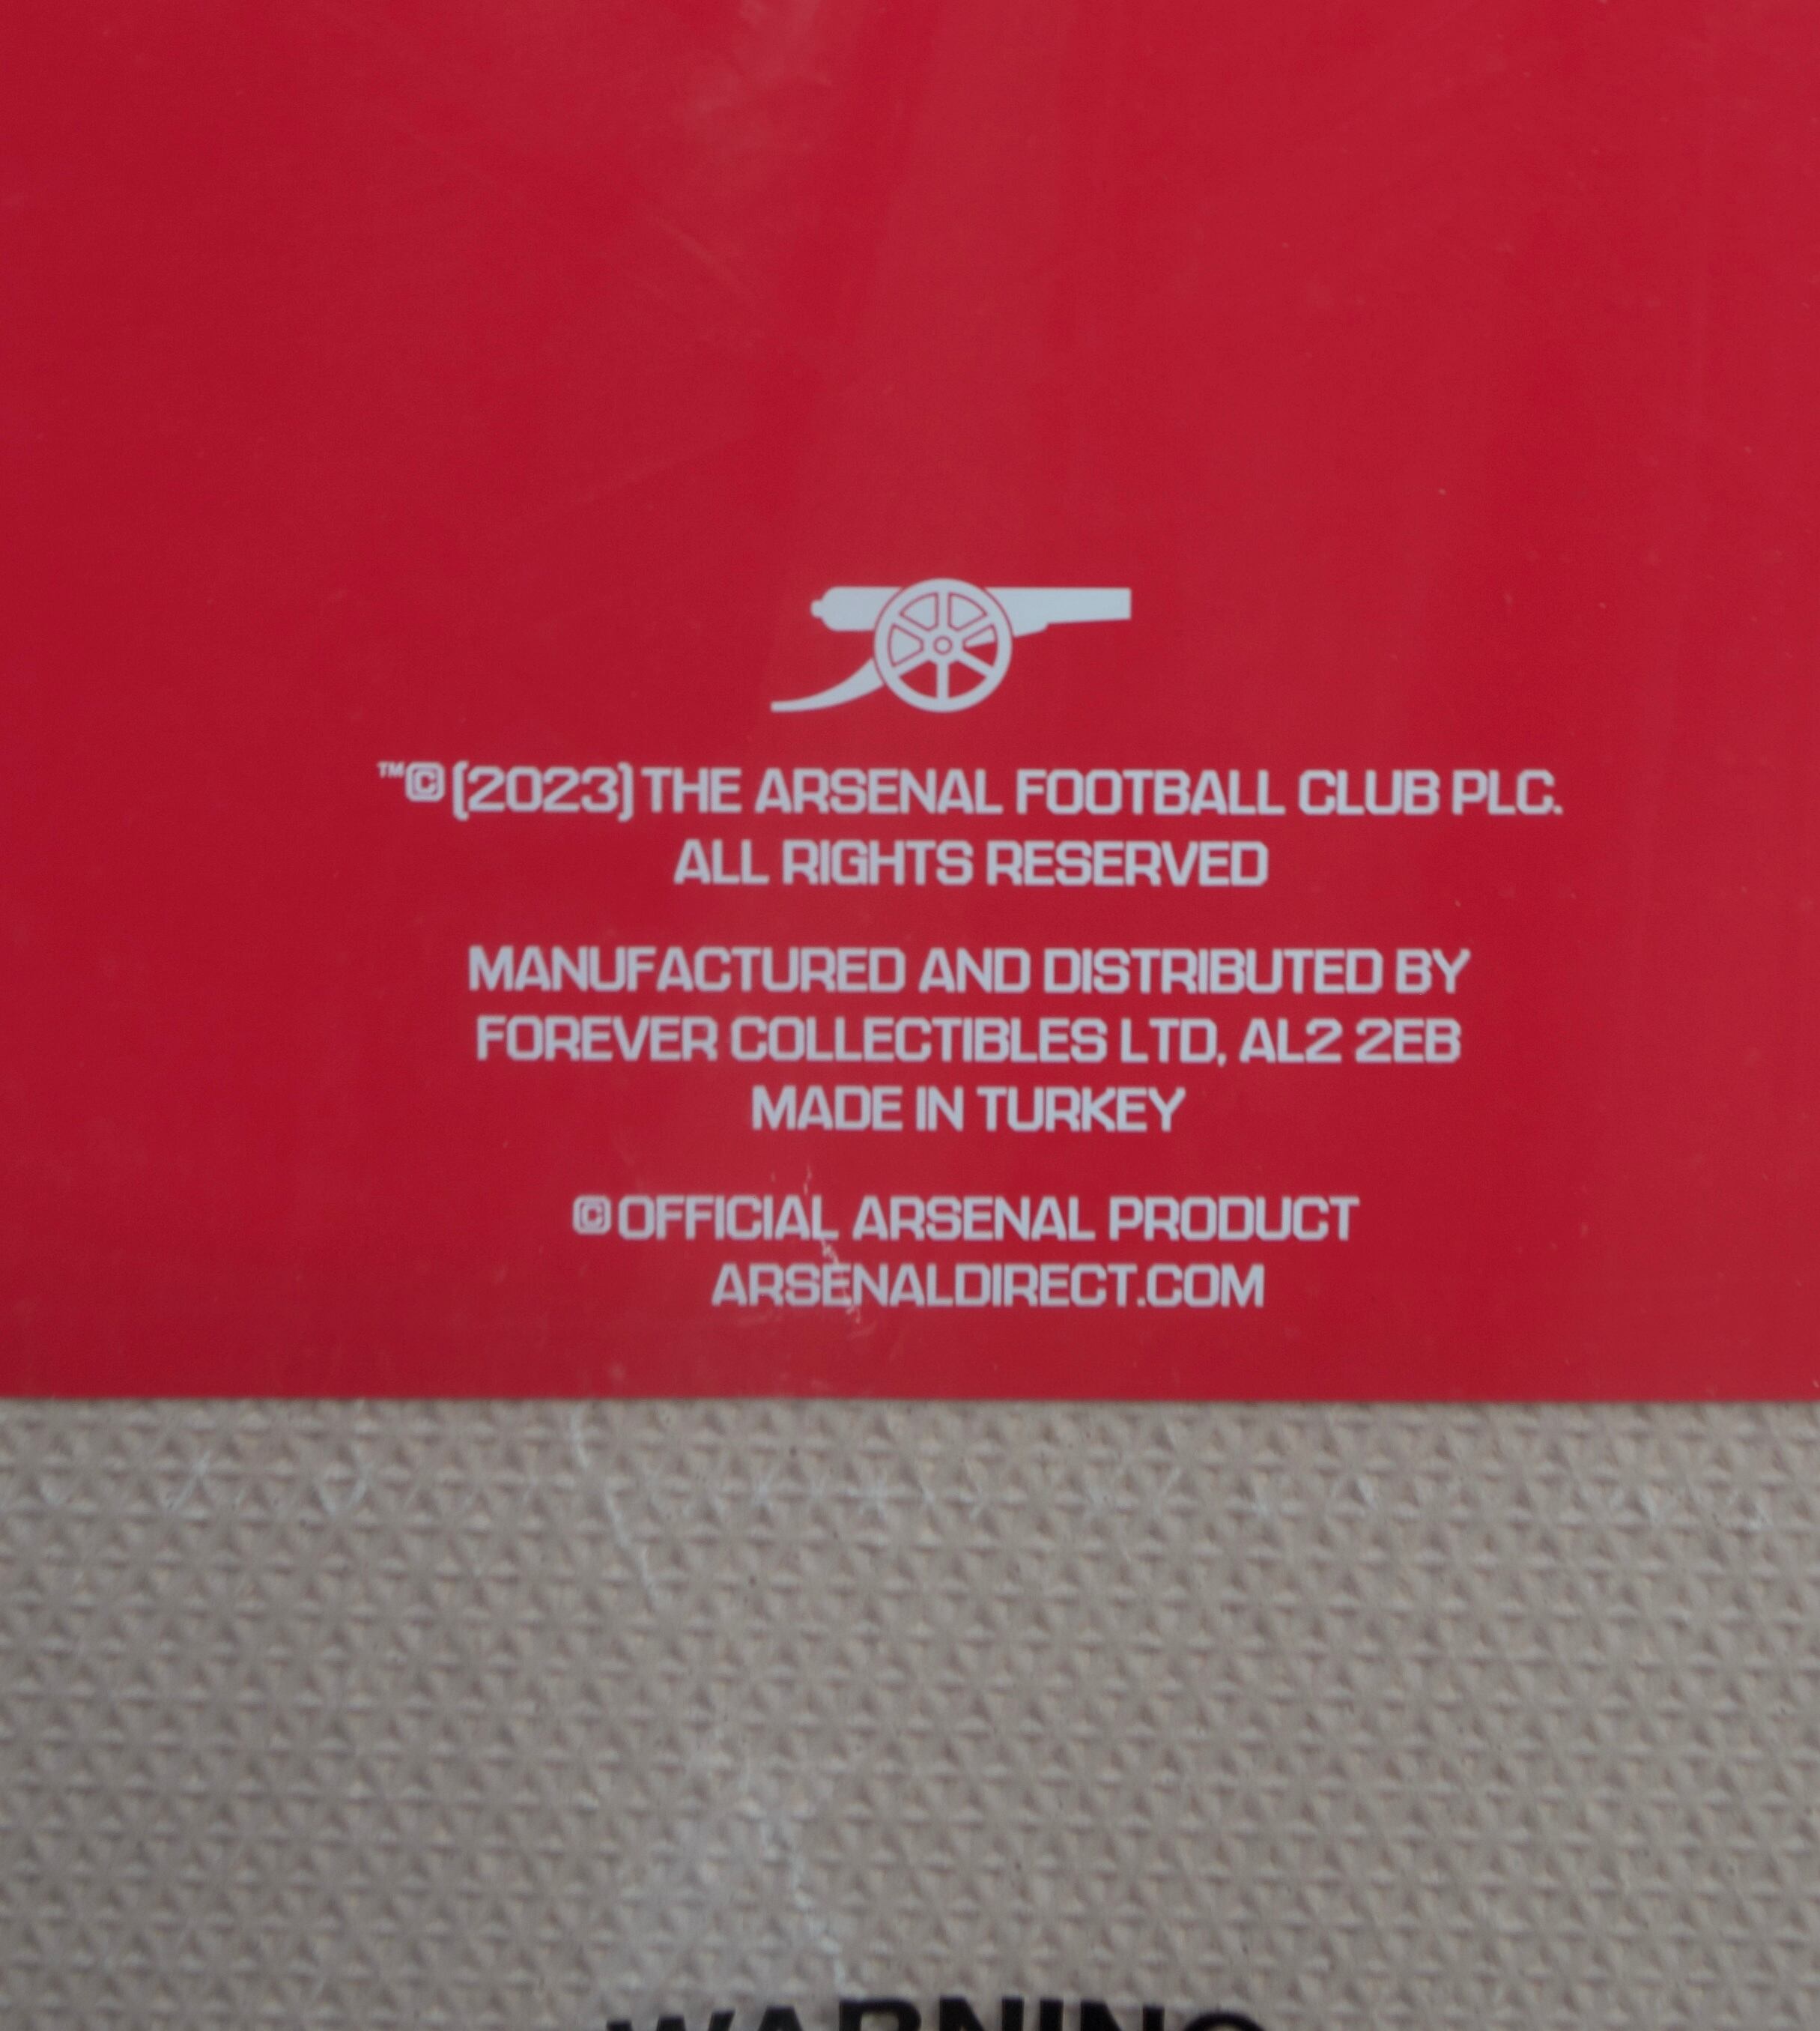 ™©(2023) THE ARSENAL FOOTBALL CLUB PLC.
ALL RIGHTS RESERVED
MANUFACTURED AND DISTRIBUTED BY
FOREVER COLLECTIBLES LTD, AL2 2EB
MADE IN TURKEY
© OFFICIAL ARSENAL PRODUCT
ARSENALDIRECT.COM
WARNING